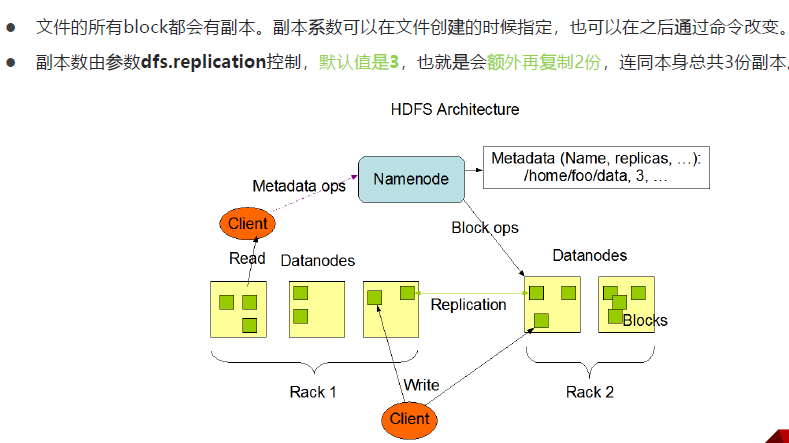 文件的所有block都会有副本。副本系数可以在文件创建的时候指定，也可以在之后通过命令改变。
副本数由参数dfs.replication控制，默认值是3，也就是会额外再复制2份，连同本身总共3份副本。
HDFS Architecture
Namenode
Metadata (Name, replicas, ...):
/home/foo/data, 3, ...
Metadata ops
Client
Block ops
Read
Datanodes
Datanodes
Replication
Blocks
Rack 1
Write
Rack 2
Client